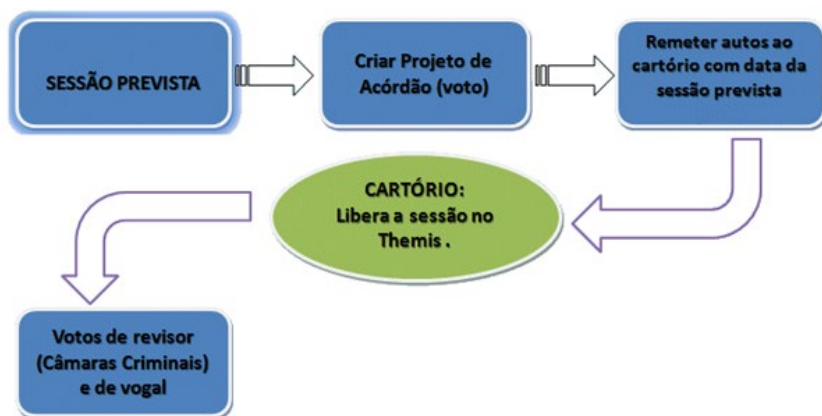 SESSÃO PREVISTA
Criar Projeto de
Acórdão (voto)
Remeter autos ao
cartório com data da
sessão prevista
CARTÓRIO:
Libera a sessão no
Themis .
Votos de revisor
(Câmaras Criminais)
e de vogal